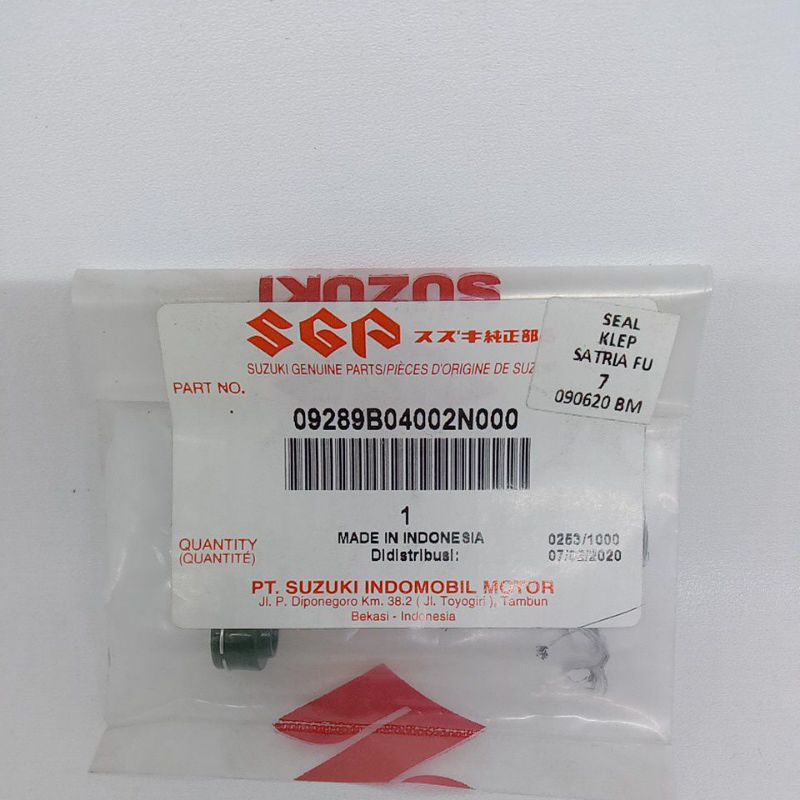 SUZUKI
SGP スズキ純正部
SUZUKI GENUINE PARTS/PIÈCES D'ORIGINE DE SUZ
PART NO.
09289B04002N000
SEAL
KLEP
SATRIA FU
7
090620 BM
1
QUANTITY
(QUANTITÉ)
MADE IN INDONESIA
Didistribusi:
0253/1000
PT. SUZUKI INDOMOBIL MOTOR
Jl. P. Diponegoro Km. 38.2 ( Jl. Toyogiri ), Tambun
Bekasi - Indonesia